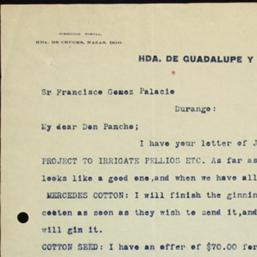 DIRECCION POSTAL,
HDA. DE CRUCES, NAZAS, DGO.
HDA. DE GUADALUPE Y
Sr Francisco Gomez Palacio
Durango:
My dear Don Pancho;
I have your letter of J
PROJECT TO IRRIGATE PELLIOS ETC. As far as
looks like a good one,and when we have all
MERCEDES COTTON: I will finish the ginnin
cotten as soon as they wish to send it,and
will gin it.
COTTON SEED: I have an offer of $70.00 for